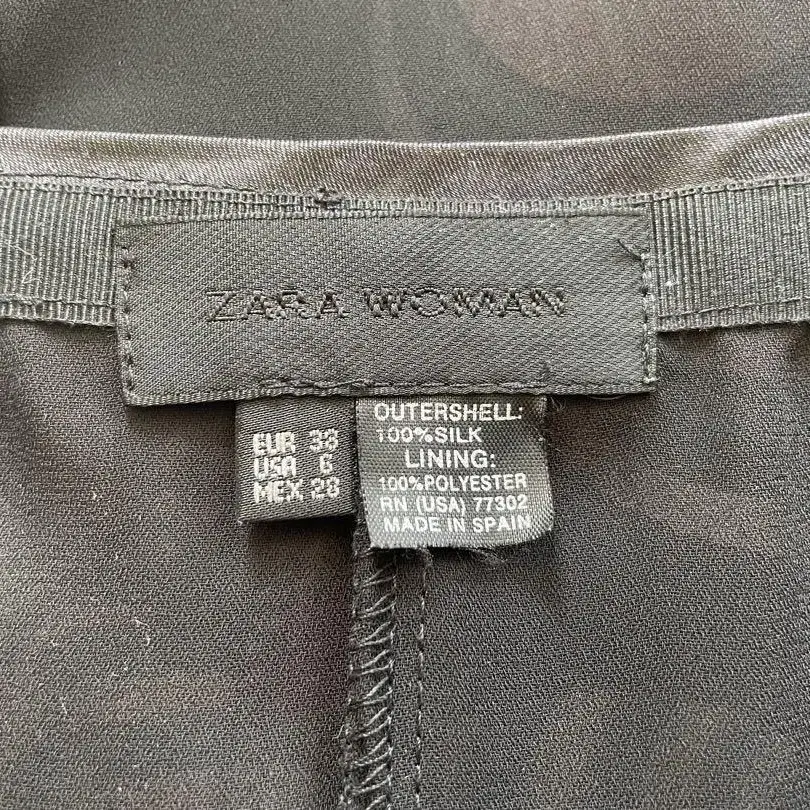 ZARA WOMAN
EUR 38
USA 6
MEX 28
OUTERSHELL:
100%SILK
LINING:
100%POLYESTER
RN (USA) 77302
MADE IN SPAIN